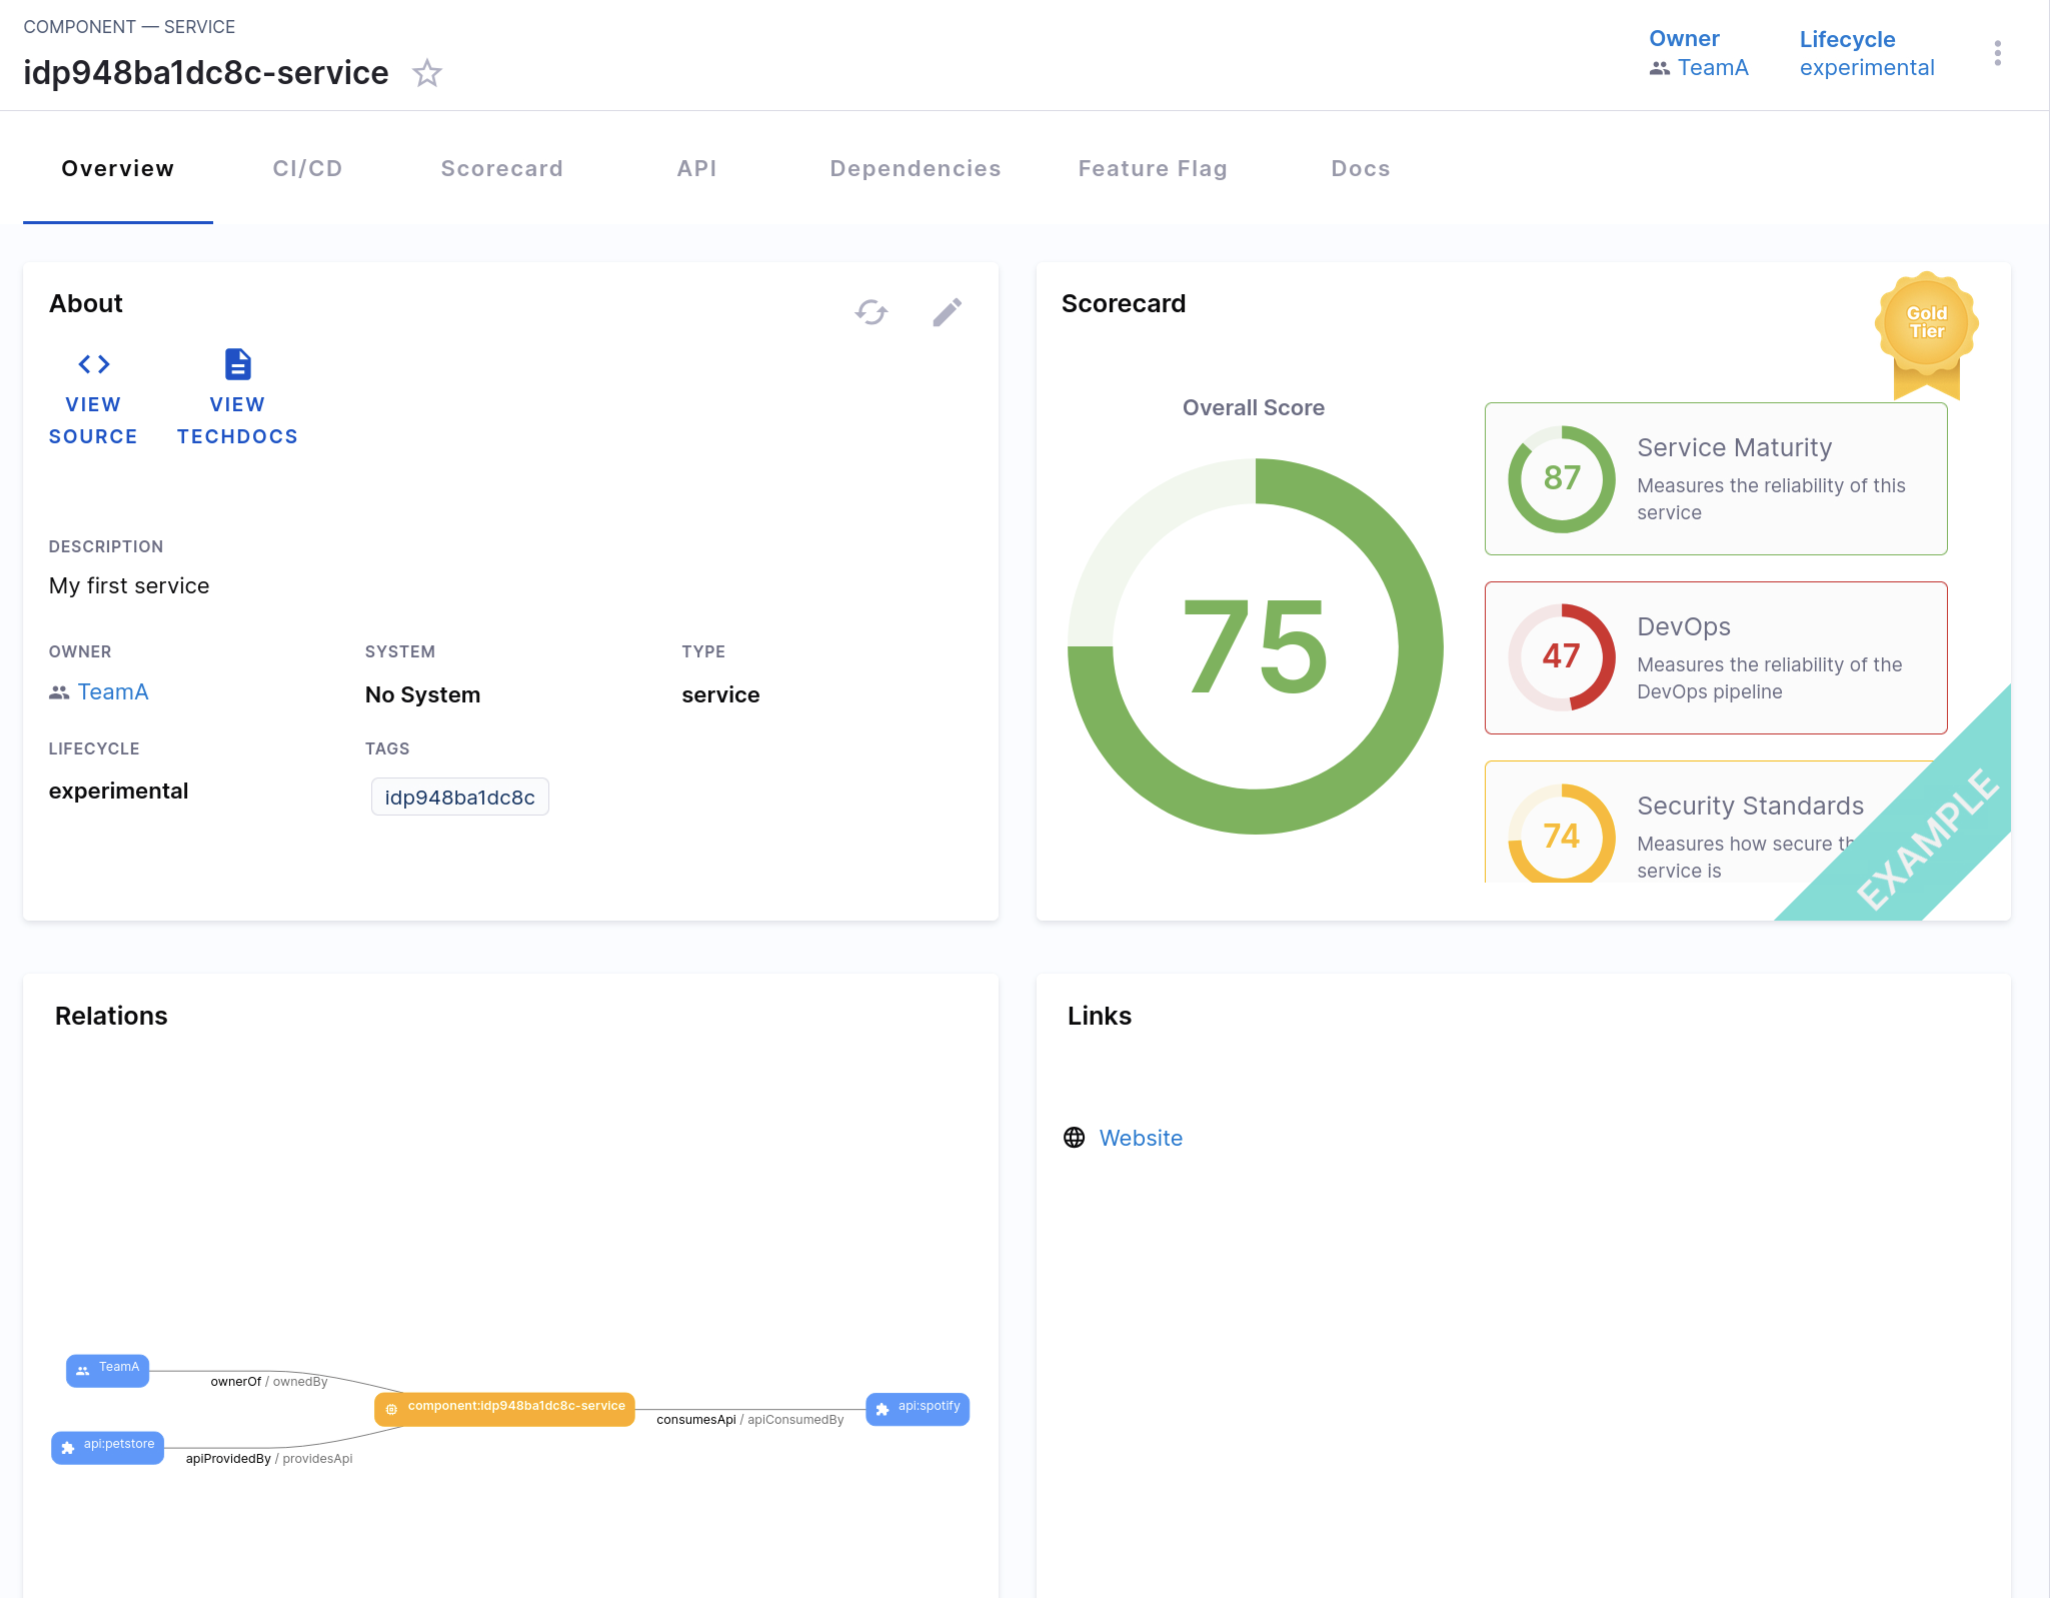 COMPONENT — SERVICE
idp948ba1dc8c-service
Owner
TeamA
Lifecycle
experimental
Overview
CI/CD
Scorecard
API
Dependencies
Feature Flag
Docs
About
VIEW
SOURCE
VIEW
TECHDOCS
DESCRIPTION
My first service
OWNER
TeamA
SYSTEM
No System
TYPE
service
LIFECYCLE
experimental
TAGS
idp948ba1dc8c
Scorecard
Gold
Tier
Overall Score
75
87
Service Maturity
Measures the reliability of this
service
47
DevOps
Measures the reliability of the
DevOps pipeline
74
Security Standards
Measures how secure
service is
EXAMPLE
Relations
TeamA
ownerOf / ownedBy
component:idp948ba1dc8c-service
consumesApi / apiConsumedBy
api:spotify
api:petstore
apiProvidedBy / providesApi
Links
Website